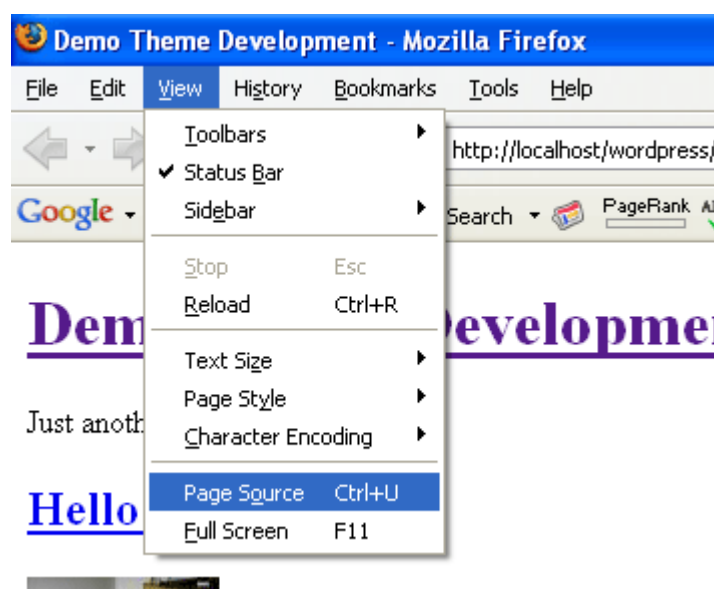 Demo Theme Development - Mozilla Firefox
File Edit View History Bookmarks Tools Help
Toolbars
http://localhost/wordpress/
Status Bar
Google
Sidebar
Search
PageRank
Stop Esc
Reload Ctrl+R
Dem
evelopme
Text Size
Page Style
Just anoth
Character Encoding
Page Source Ctrl+U
Hello
Full Screen F11